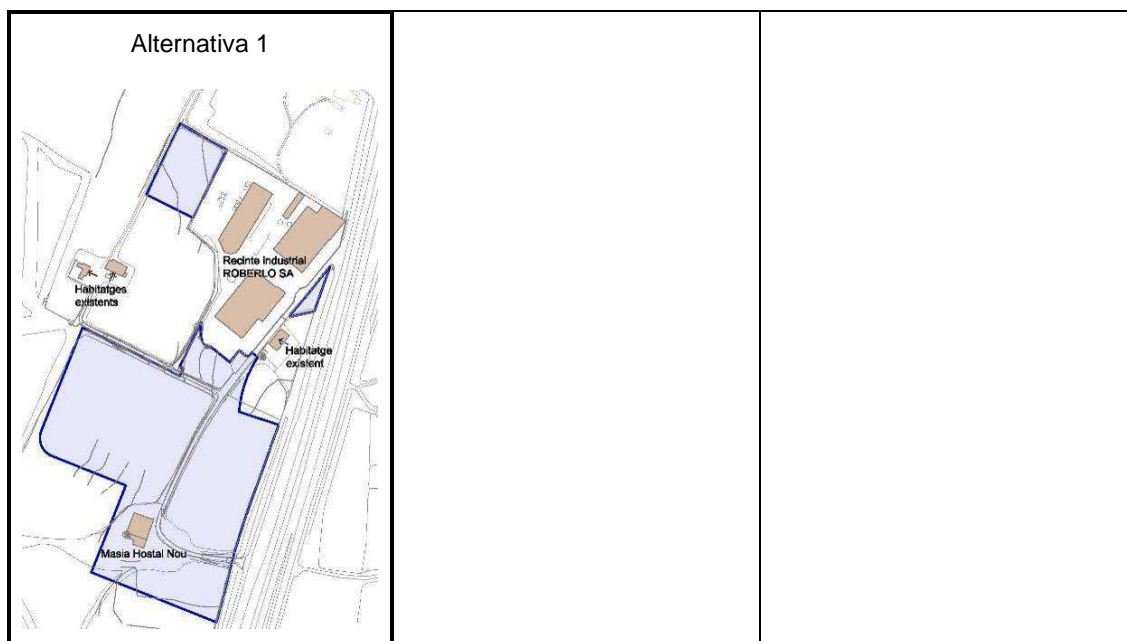 Alternativa 1
Recinte industrial
ROBERLO SA
Habitatges
existents
Habitatge
existent
Masia Hostal Nou